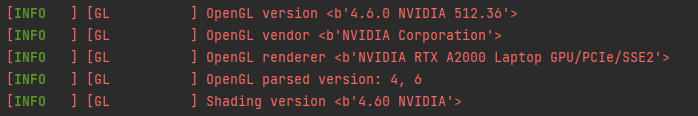 [INFO   ] [GL          ] OpenGL version <b'4.6.0 NVIDIA 512.36'>
[INFO   ] [GL          ] OpenGL vendor <b'NVIDIA Corporation'>
[INFO   ] [GL          ] OpenGL renderer <b'NVIDIA RTX A2000 Laptop GPU/PCIe/SSE2'>
[INFO   ] [GL          ] OpenGL parsed version: 4, 6
[INFO   ] [GL          ] Shading version <b'4.60 NVIDIA'>